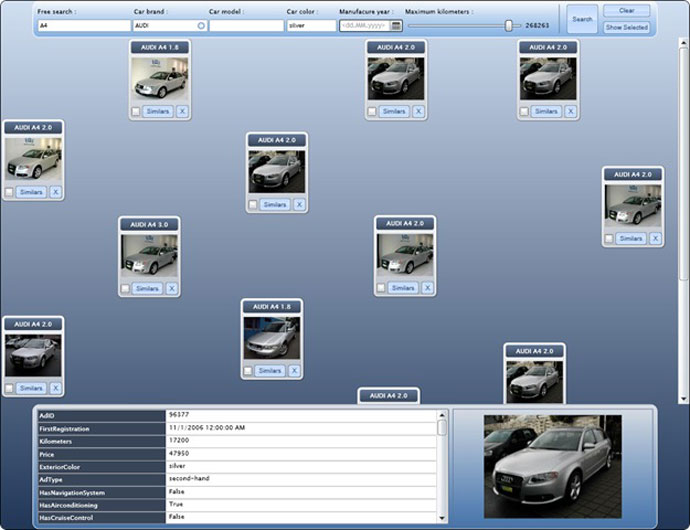 Free search :
Car brand :
Car model :
Car color :
Manufacure year :
Maximum kilometers :
A4
AUDI
silver
<dd.MM.yyyy>
268263
Search
Clear
Show Selected
AUDI A4 1.8
AUDI A4 2.0
AUDI A4 2.0
Similars X
Similars X
Similars X
AUDI A4 2.0
Similars X
AUDI A4 2.0
Similars X
AUDI A4 2.0
Similars X
AUDI A4 3.0
Similars X
AUDI A4 2.0
Similars X
AUDI A4 1.8
Similars X
AUDI A4 2.0
Similars X
AUDI A4 2.0
AUDI A4 2.0
AdID 96377
FirstRegistration 11/1/2006 12:00:00 AM
Kilometers 17200
Price 47950
ExteriorColor silver
AdType second-hand
HasNavigationSystem False
HasAirconditioning True
HasCruiseControl False